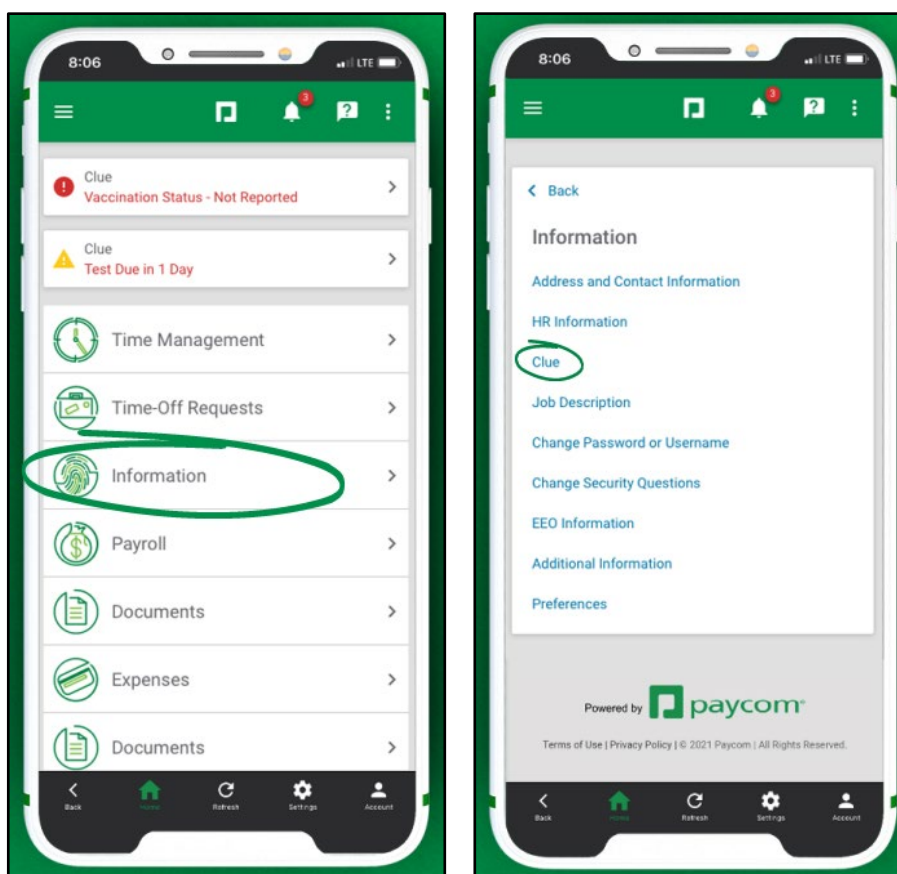 8:06
LTE
3
Clue
Vaccination Status - Not Reported
Clue
Test Due in 1 Day
Time Management
Time-Off Requests
Information
Payroll
Documents
Expenses
Documents
Back
Home
Refresh
Settings
Account
8:06
LTE
3
Back
Information
Address and Contact Information
HR Information
Clue
Job Description
Change Password or Username
Change Security Questions
EEO Information
Additional Information
Preferences
Powered by paycom
Terms of Use | Privacy Policy | © 2021 Paycom | All Rights Reserved.
Back
Home
Refresh
Settings
Account